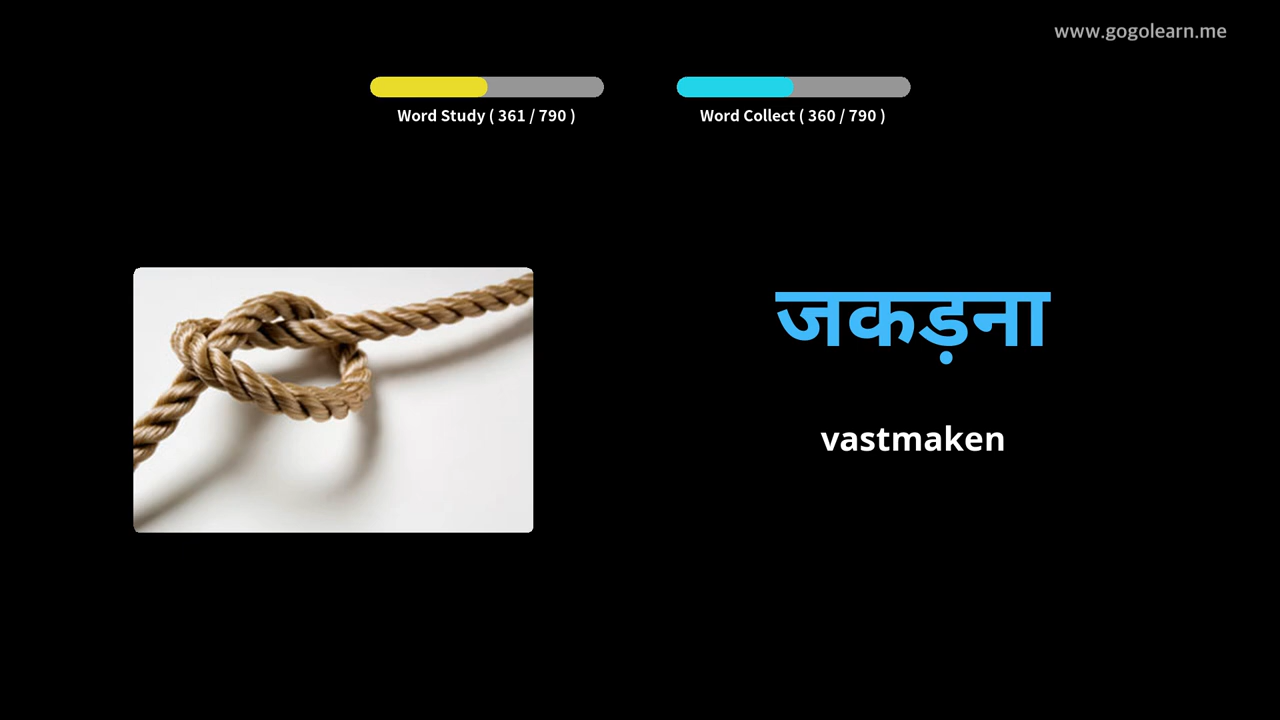 www.gogolearn.me
Word Study ( 361 / 790 )
Word Collect ( 360 / 790 )
जकड़ना
vastmaken